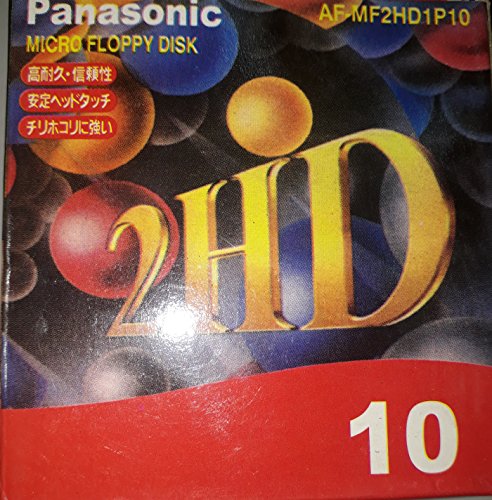 Panasonic
AF-MF2HD1P10
MICRO FLOPPY DISK
高耐久・信頼性
安定ヘッドタッチ
チリホコリに強い
2HD
10